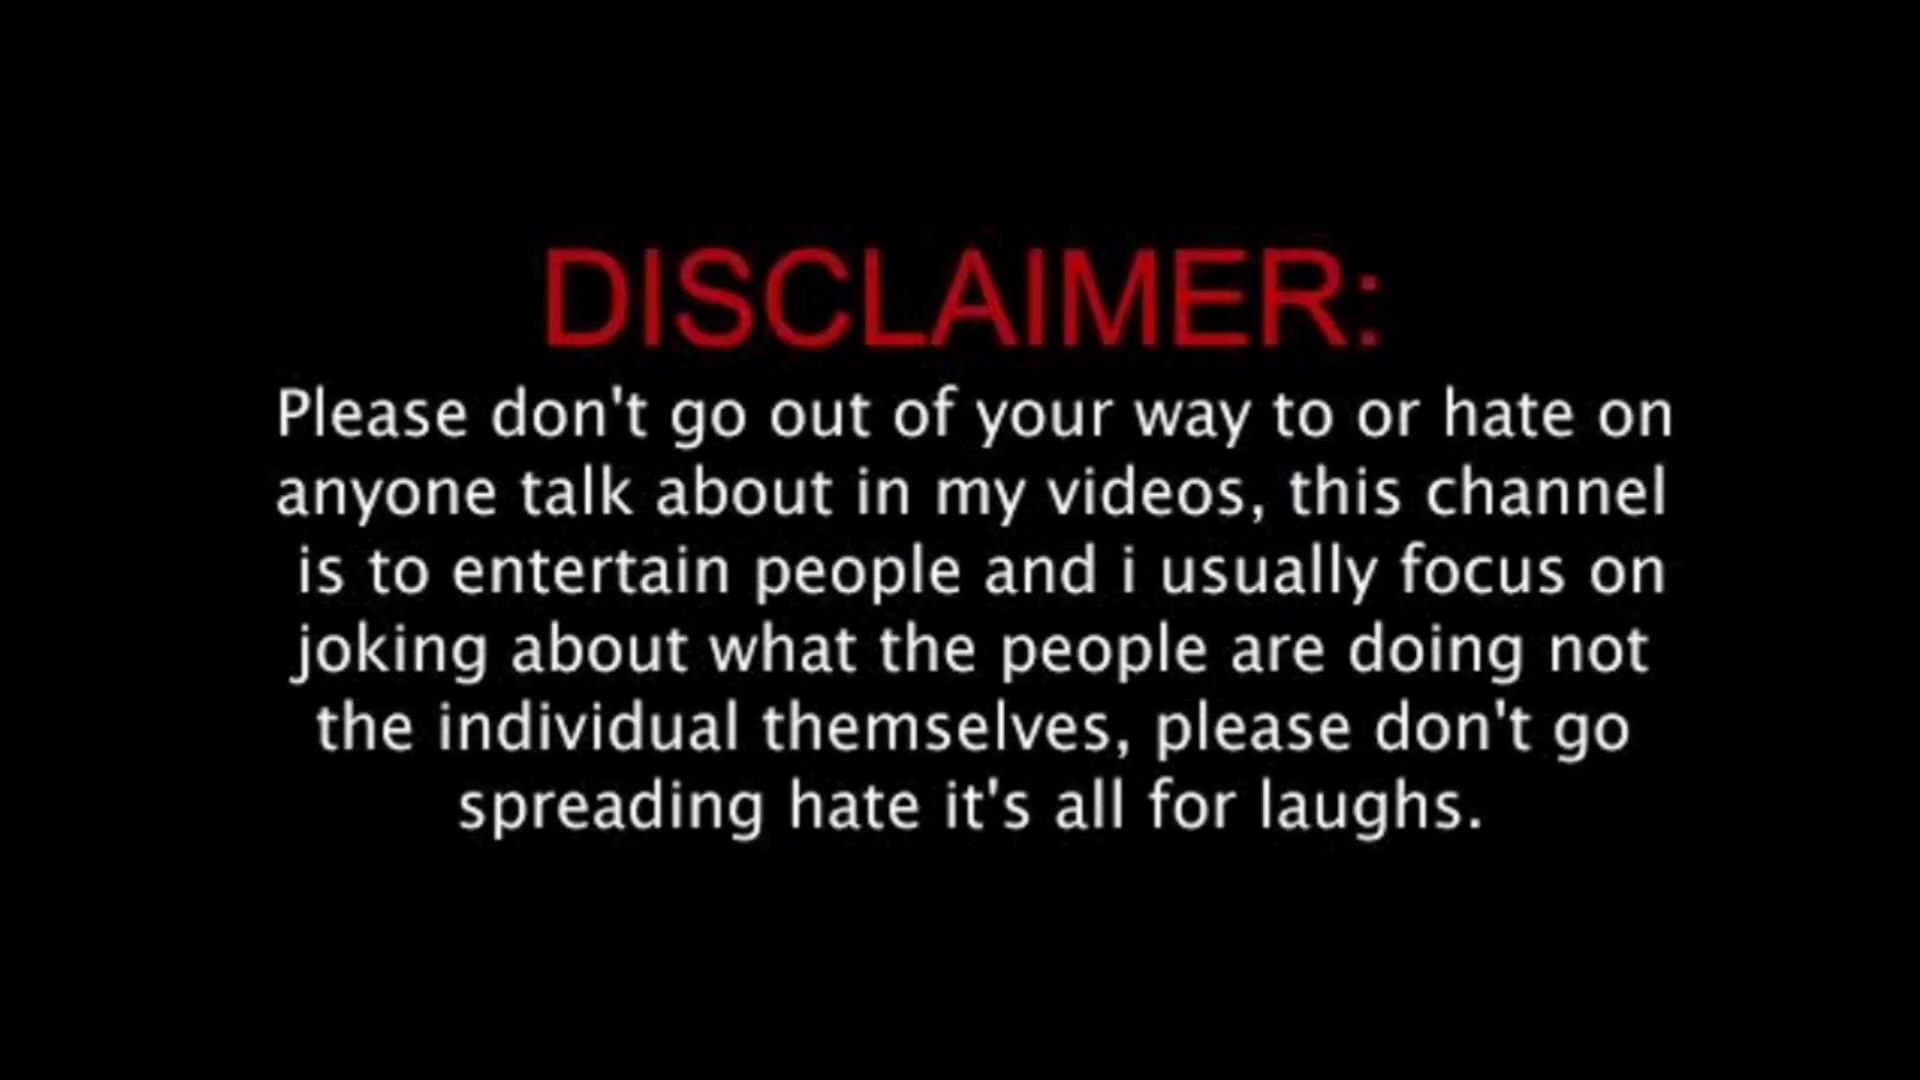 DISCLAIMER:
Please don't go out of your way to or hate on
anyone talk about in my videos, this channel
is to entertain people and i usually focus on
joking about what the people are doing not
the individual themselves, please don't go
spreading hate it's all for laughs.